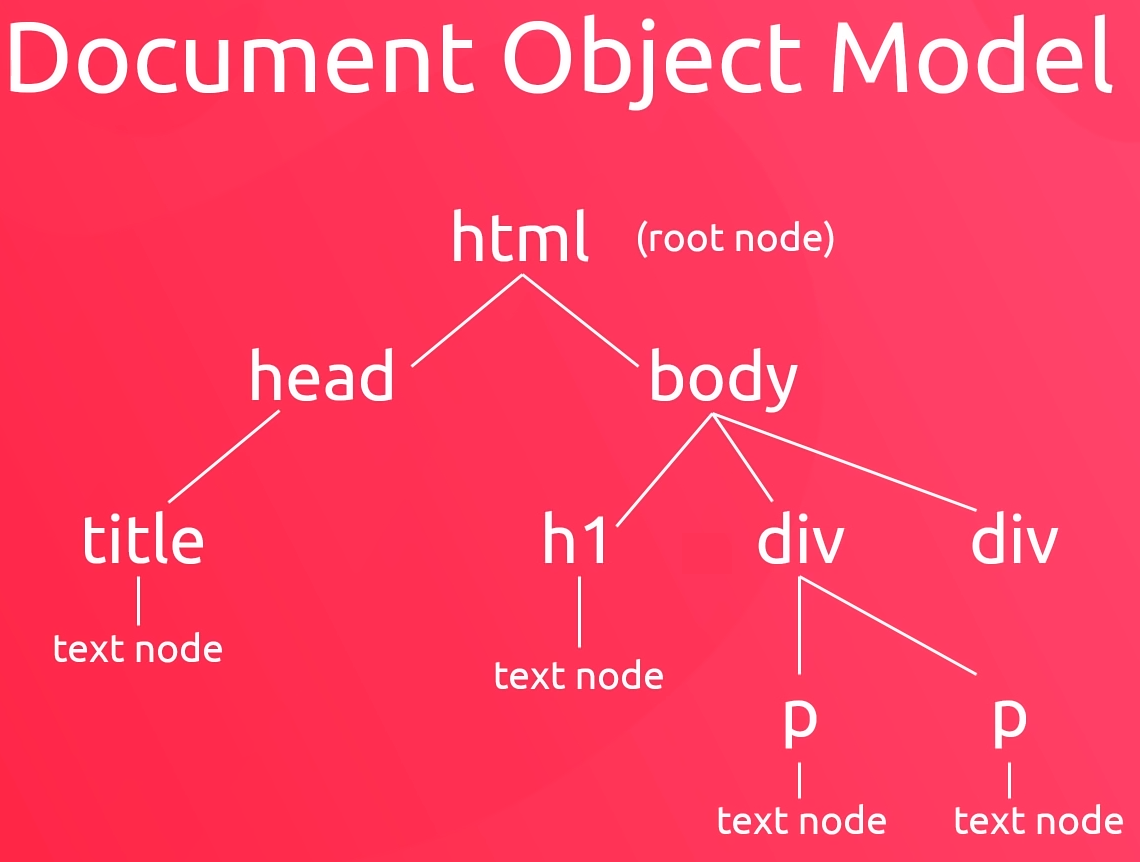 Document Object Model
html (root node)
head body
title h1 div div
text node
text node
p p
text node text node